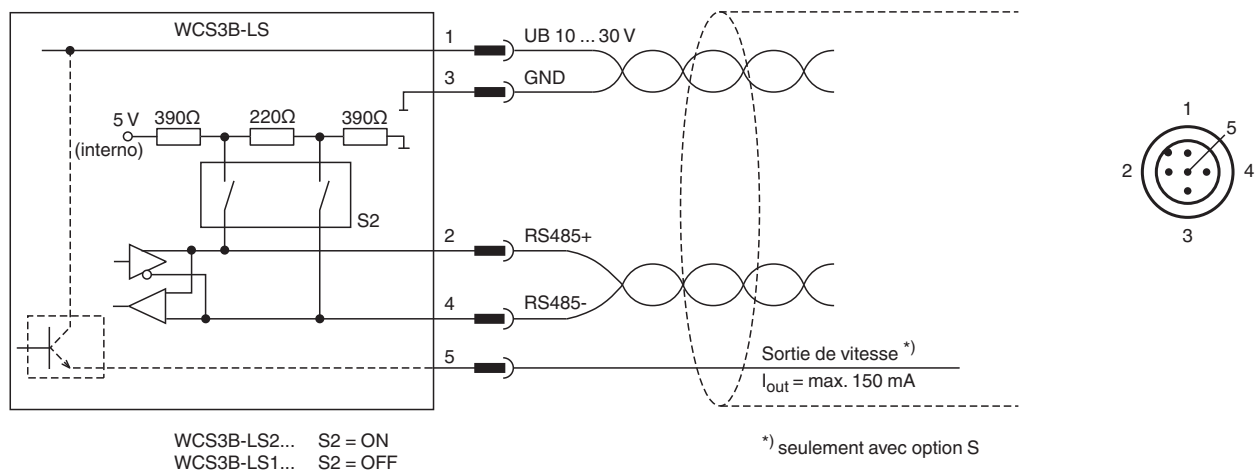 WCS3B-LS
1
UB 10 ... 30 V
3
GND
5 V
(interno)
390Ω
220Ω
390Ω
S2
2
RS485+
4
RS485-
5
Sortie de vitesse *)
Iout = max. 150 mA
WCS3B-LS2... S2 = ON
WCS3B-LS1... S2 = OFF
*) seulement avec option S
1
5
2
4
3